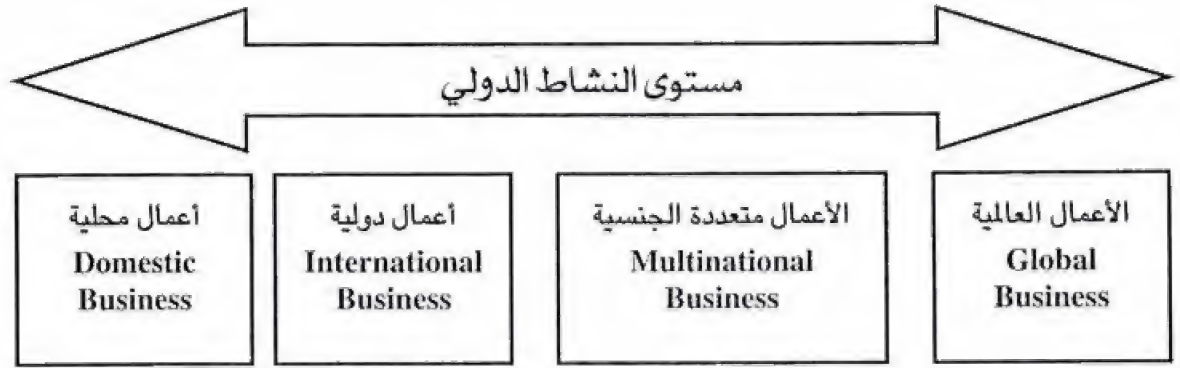 مستوى النشاط الدولي
أعمال محلية
Domestic
Business
أعمال دولية
International
Business
الأعمال متعددة الجنسية
Multinational
Business
الأعمال العالمية
Global
Business